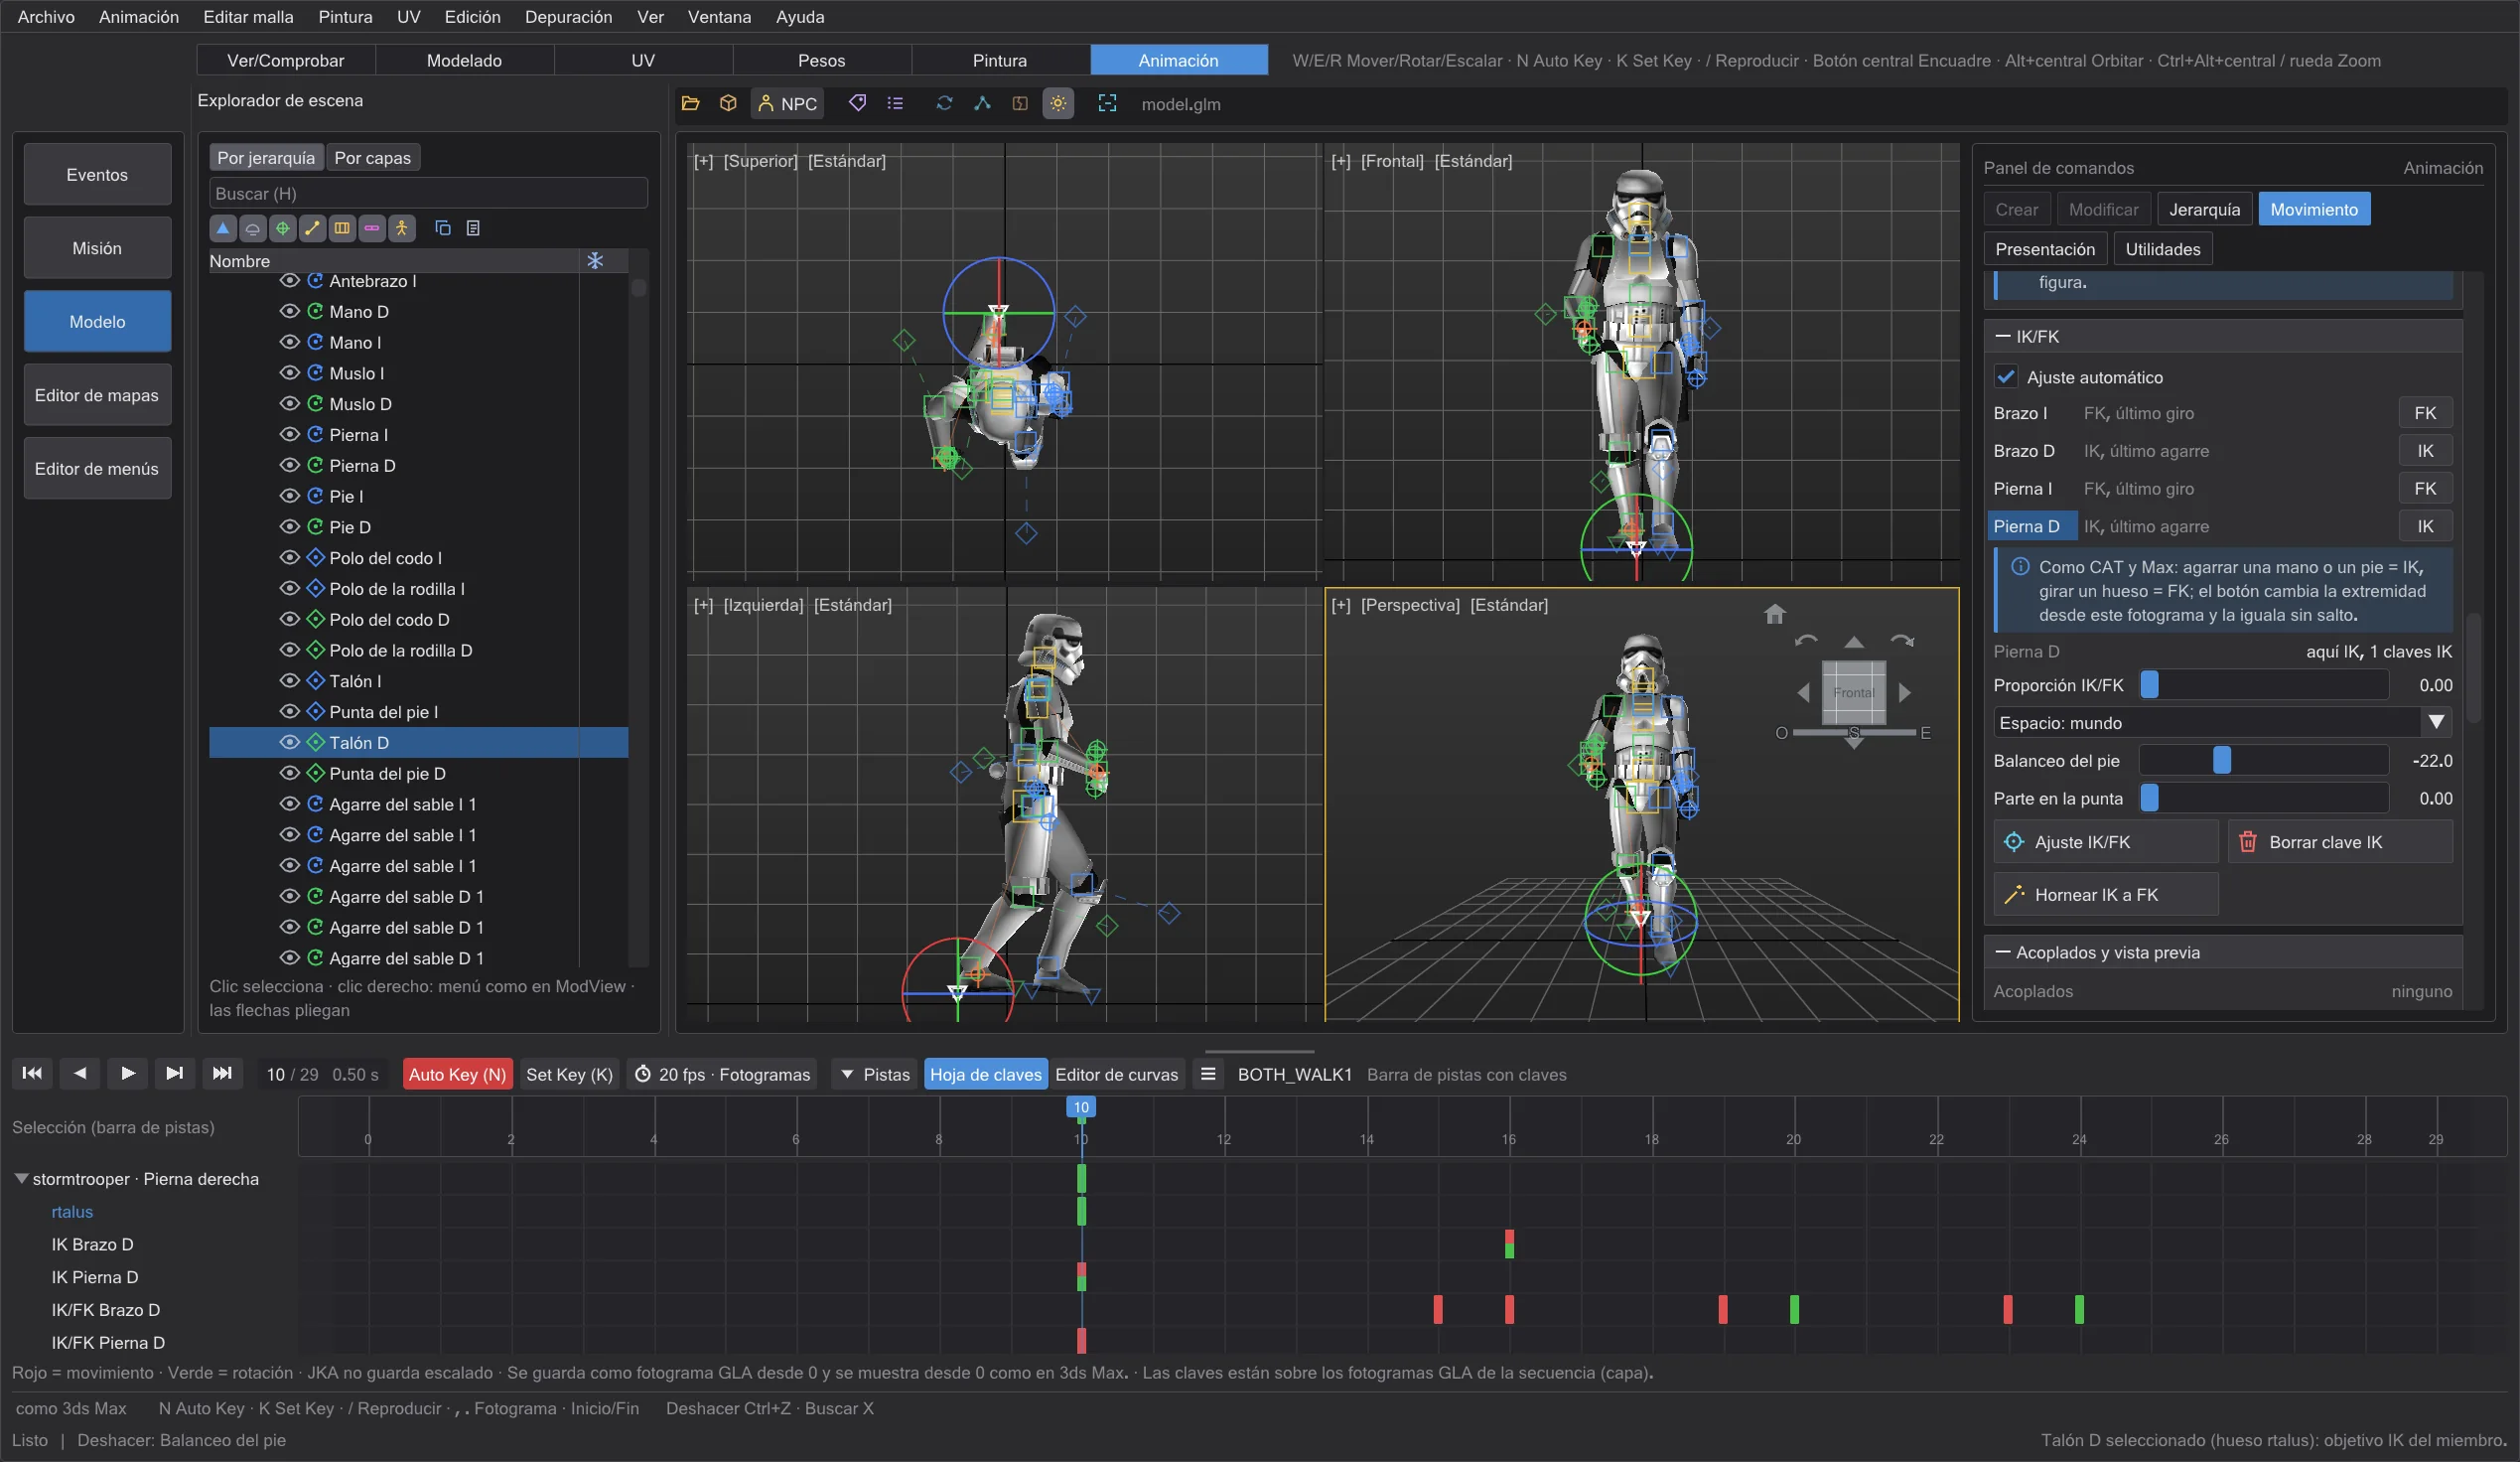 Archivo Animación Editar malla Pintura UV Edición Depuración Ver Ventana Ayuda
Ver/Comprobar Modelado UV Pesos Pintura Animación W/E/R Mover/Rotar/Escalar · N Auto Key · K Set Key · / Reproducir · Botón central Encuadre · Alt+central Orbitar · Ctrl+Alt+central / rueda Zoom
Eventos
Misión
Modelo
Editor de mapas
Editor de menús
Explorador de escena
Por jerarquía Por capas
Buscar (H)
Nombre
Antebrazo I
Mano D
Mano I
Muslo I
Muslo D
Pierna I
Pierna D
Pie I
Pie D
Polo del codo I
Polo de la rodilla I
Polo del codo D
Polo de la rodilla D
Talón I
Punta del pie I
Talón D
Punta del pie D
Agarre del sable I 1
Agarre del sable I 1
Agarre del sable I 1
Agarre del sable D 1
Agarre del sable D 1
Agarre del sable D 1
Clic selecciona · clic derecho: menú como en ModView ·
las flechas pliegan
NPC model.glm
[+] [Superior] [Estándar]
[+] [Frontal] [Estándar]
[+] [Izquierda] [Estándar]
[+] [Perspectiva] [Estándar]
Frontal
O S E
Panel de comandos Animación
Crear Modificar Jerarquía Movimiento
Presentación Utilidades
figura.
IK/FK
Ajuste automático
Brazo I FK, último giro FK
Brazo D IK, último agarre IK
Pierna I FK, último giro FK
Pierna D IK, último agarre IK
Como CAT y Max: agarrar una mano o un pie = IK,
girar un hueso = FK; el botón cambia la extremidad
desde este fotograma y la iguala sin salto.
Pierna D aquí IK, 1 claves IK
Proporción IK/FK 0.00
Espacio: mundo
Balanceo del pie -22.0
Parte en la punta 0.00
Ajuste IK/FK Borrar clave IK
Hornear IK a FK
Acoplados y vista previa
Acoplados ninguno
10 / 29 0.50 s Auto Key (N) Set Key (K) 20 fps · Fotogramas Pistas Hoja de claves Editor de curvas BOTH_WALK1 Barra de pistas con claves
10
Selección (barra de pistas)
0 2 4 6 8 10 12 14 16 18 20 22 24 26 28 29
stormtrooper · Pierna derecha
rtalus
IK Brazo D
IK Pierna D
IK/FK Brazo D
IK/FK Pierna D
Rojo = movimiento · Verde = rotación · JKA no guarda escalado · Se guarda como fotograma GLA desde 0 y se muestra desde 0 como en 3ds Max. · Las claves están sobre los fotogramas GLA de la secuencia (capa).
como 3ds Max N Auto Key · K Set Key · / Reproducir · , . Fotograma · Inicio/Fin Deshacer Ctrl+Z · Buscar X
Listo | Deshacer: Balanceo del pie
Talón D seleccionado (hueso rtalus): objetivo IK del miembro.